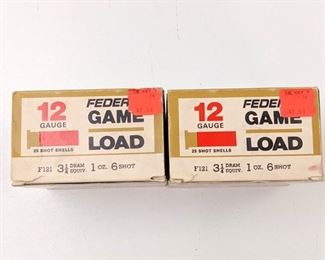 12
GAUGE
25 SHOT SHELLS
FEDER
GAME
LOAD
F121 3¼ DRAM EQUIV. 1 OZ. 6 SHOT
12
GAUGE
25 SHOT SHELLS
FEDER
GAME
LOAD
F121 3¼ DRAM EQUIV. 1 OZ. 6 SHOT